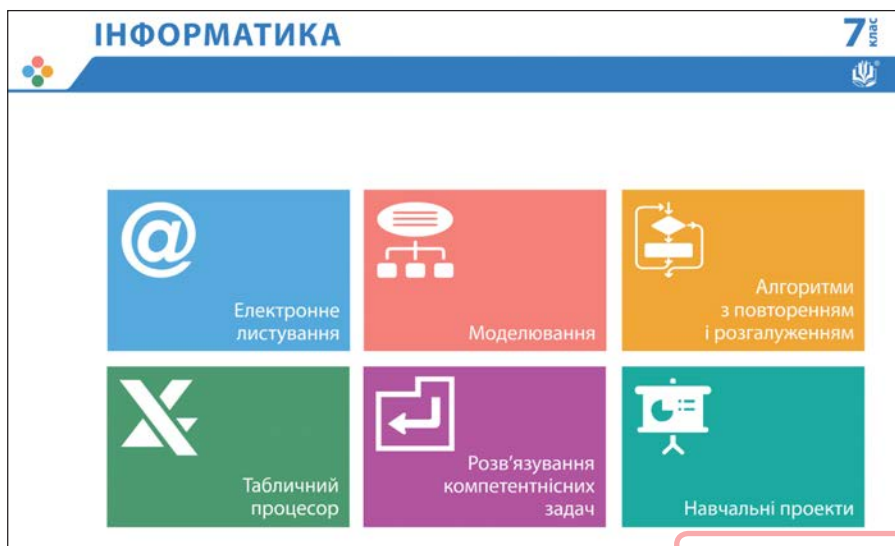 ІНФОРМАТИКА
7 клас
@
Електронне
листування
Моделювання
Алгоритми
з повторенням
і розгалуженням
Табличний
процесор
Розв'язування
компетентнісних
задач
Навчальні проекти